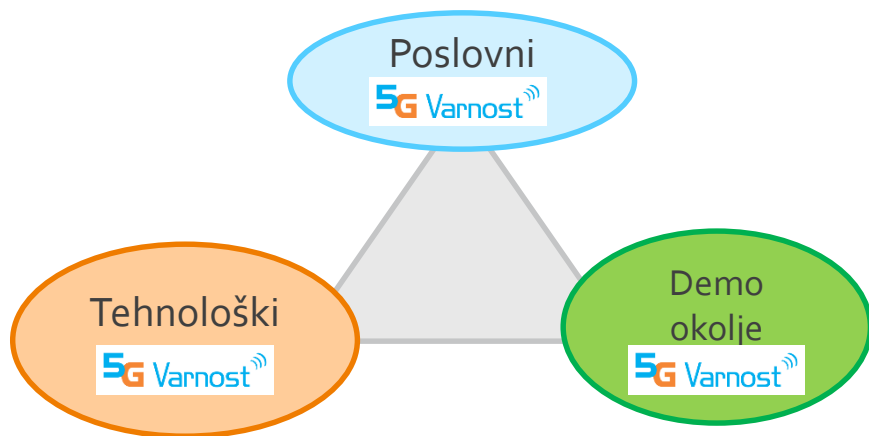 Poslovni
5G Varnost
Tehnološki
5G Varnost
Demo
okolje
5G Varnost